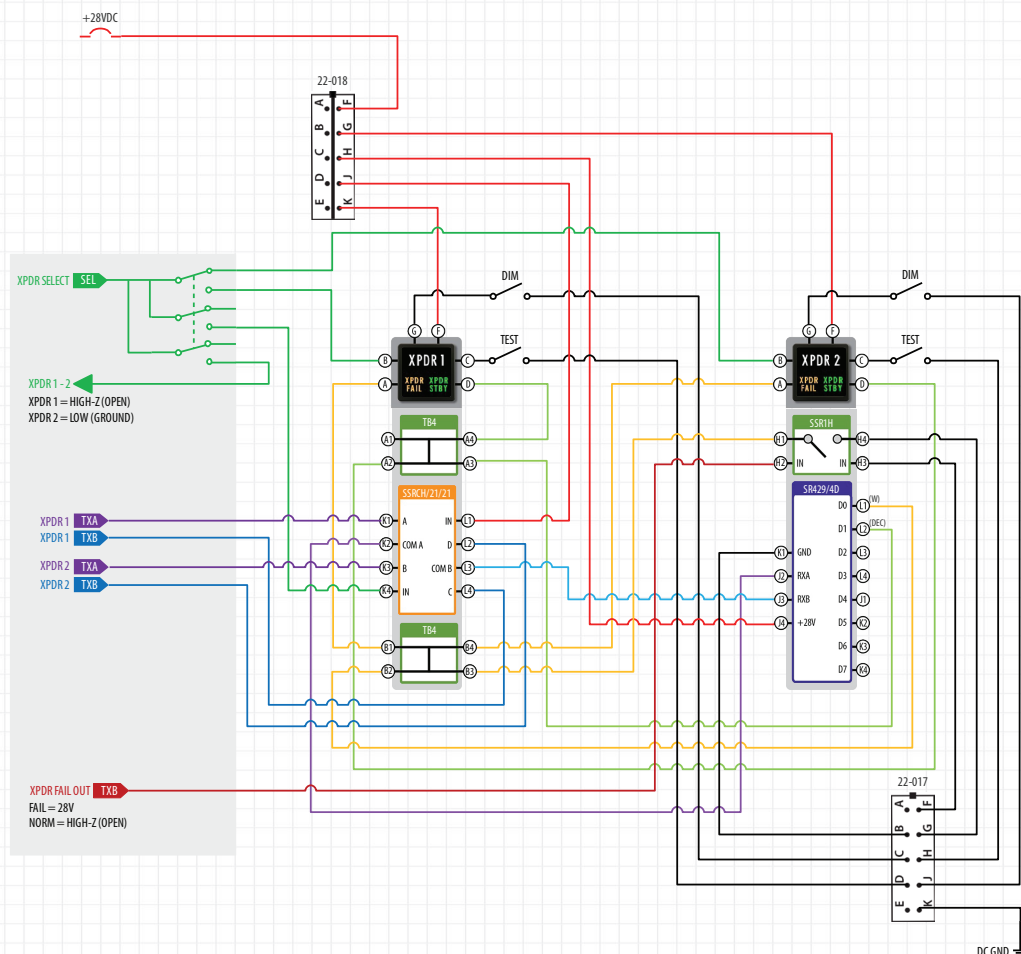 +28VDC
22-018
A F
B G
C H
D J
E K
XPDR SELECT SEL
DIM
DIM
G F
G F
TEST
TEST
B XPDR 1 C
B XPDR 2 C
XPDR 1 - 2
A XPDR FAIL XPDR STBY D
A XPDR FAIL XPDR STBY D
XPDR 1 = HIGH-Z (OPEN)
XPDR 2 = LOW (GROUND)
TB4
SSR1H
A1 A4
H1 H4
A2 A3
H2 IN IN H3
SSRCH/21/21
SR429/4D
D0 L1 (W)
XPDR 1 TXA
K1 A IN L1
D1 L2 (DEC)
XPDR 1 TXB
K2 COM A D L2
K1 GND D2 L3
XPDR 2 TXA
K3 B COM B L3
J2 RXA D3 L4
XPDR 2 TXB
K4 IN C L4
J3 RXB D4 J1
J4 +28V D5 K2
TB4
B1 B4
D6 K3
B2 B3
D7 K4
XPDR FAIL OUT TXB
FAIL = 28V
NORM = HIGH-Z (OPEN)
22-017
A F
B G
C H
D J
E K
DC GND